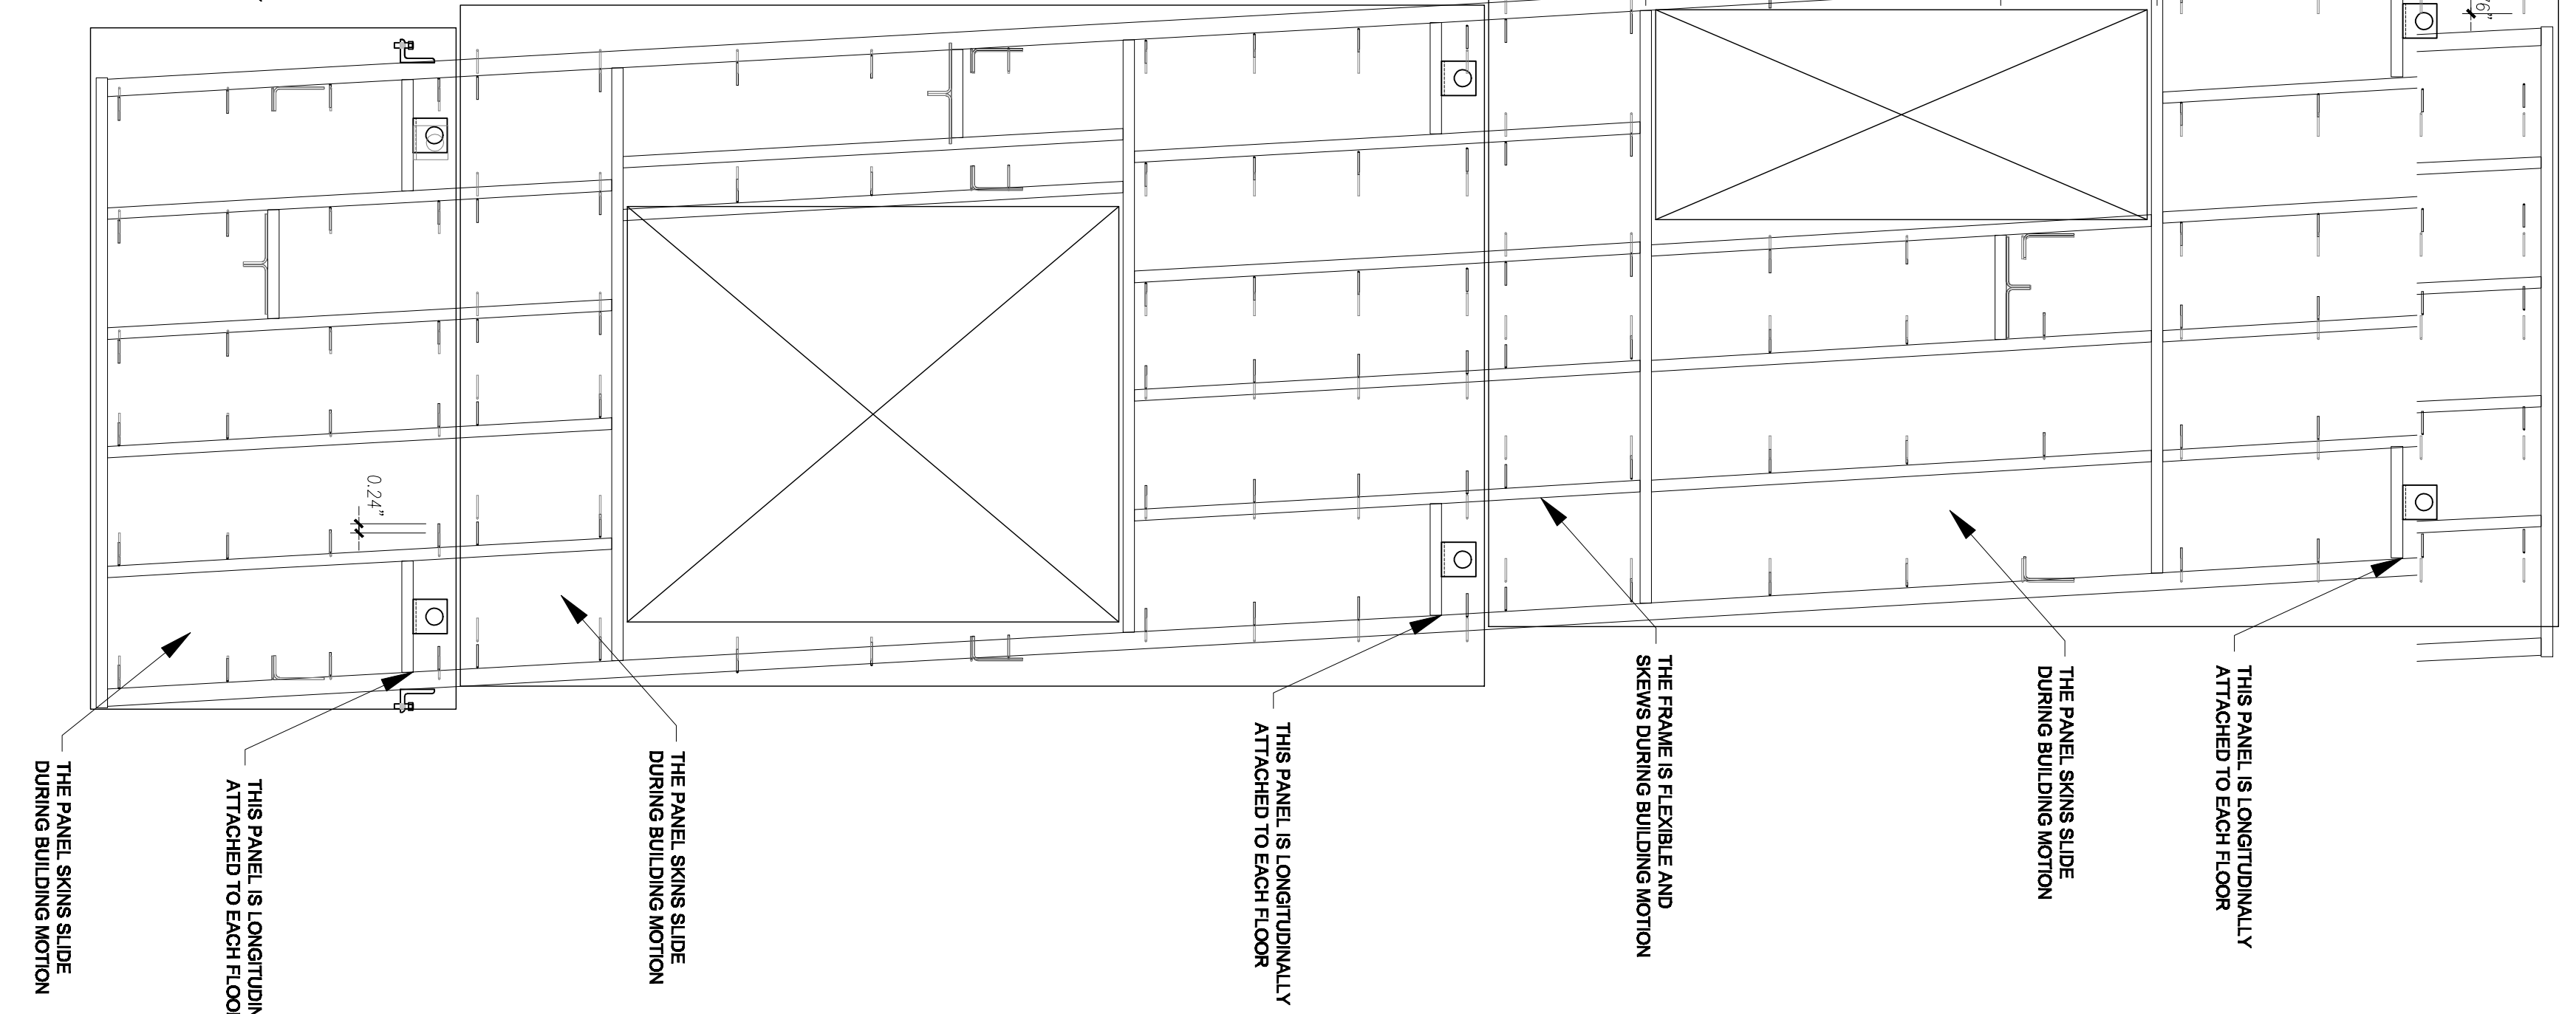 THIS PANEL IS LONGITUDINALLY
ATTACHED TO EACH FLOOR
THE PANEL SKINS SLIDE
DURING BUILDING MOTION
THE FRAME IS FLEXIBLE AND
SKEWS DURING BUILDING MOTION
THIS PANEL IS LONGITUDINALLY
ATTACHED TO EACH FLOOR
THE PANEL SKINS SLIDE
DURING BUILDING MOTION
0.24"
THIS PANEL IS LONGITUDIN
ATTACHED TO EACH FLOO
THE PANEL SKINS SLIDE
DURING BUILDING MOTION